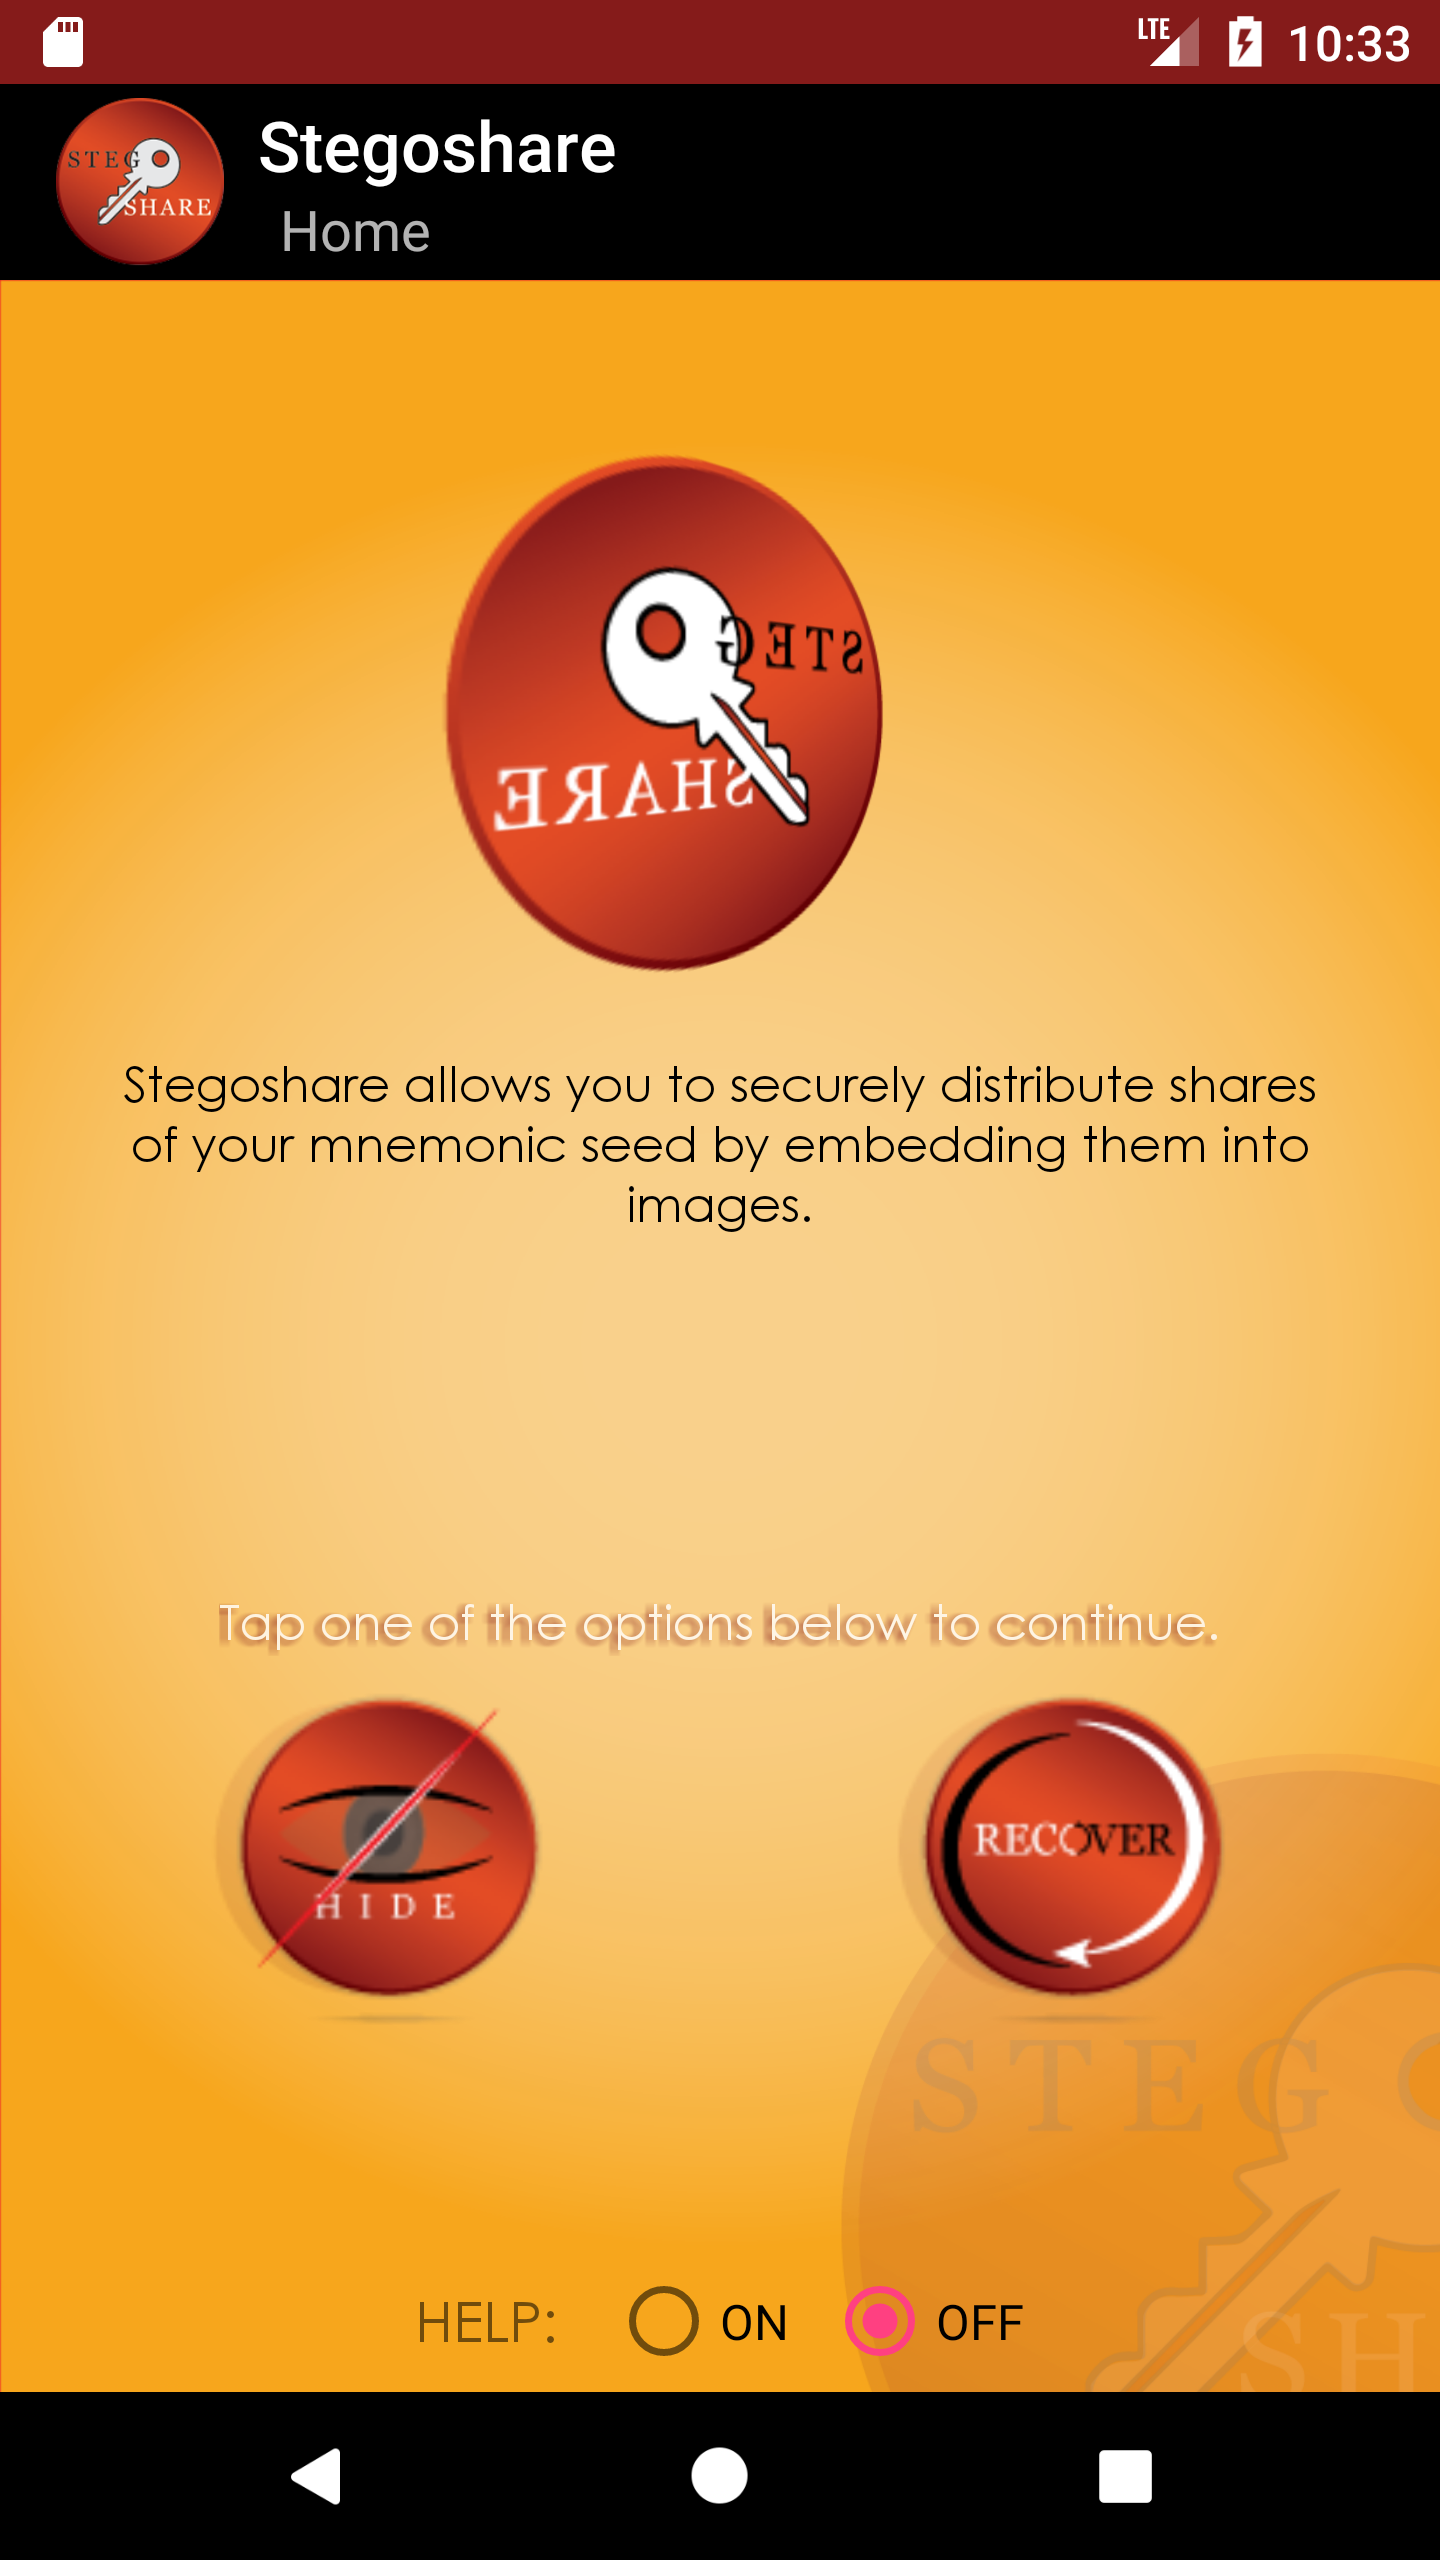 LTE 10:33
STEG
SHARE
Stegoshare
Home
STEG
SHARE
Stegoshare allows you to securely distribute shares
of your mnemonic seed by embedding them into
images.
Tap one of the options below to continue.
HIDE
RECOVER
STEG
SH
HELP: ON OFF